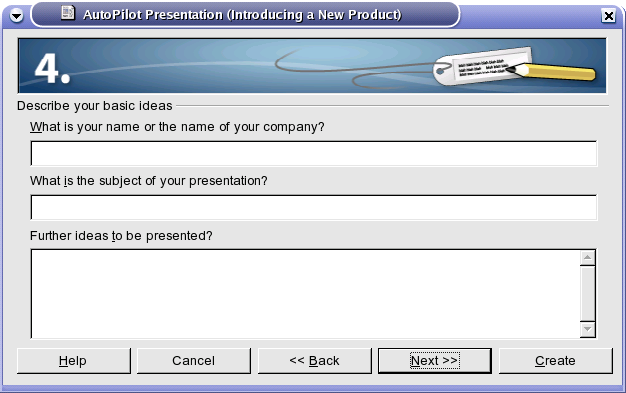 AutoPilot Presentation (Introducing a New Product)
4.
Describe your basic ideas
What is your name or the name of your company?
What is the subject of your presentation?
Further ideas to be presented?
Help
Cancel
<< Back
Next >>
Create